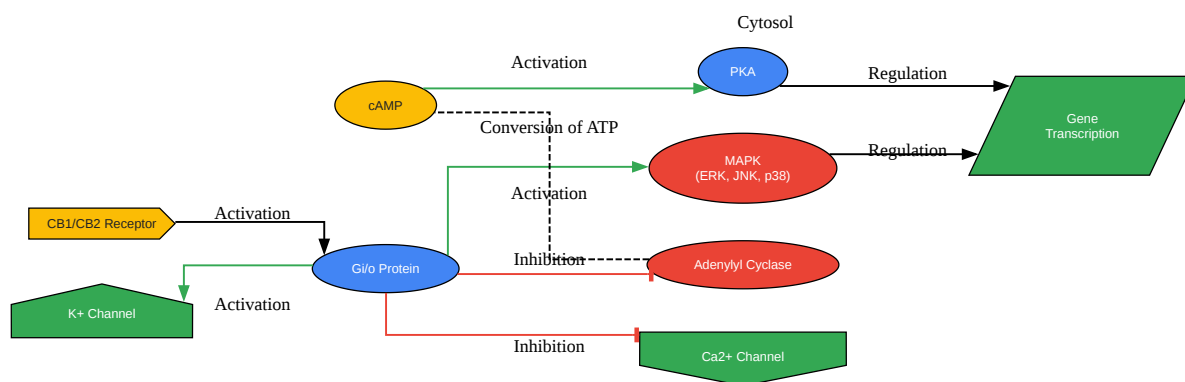 Cytosol
Activation
PKA
Regulation
cAMP
Gene
Transcription
Conversion of ATP
MAPK
(ERK, JNK, p38)
Regulation
Activation
CB1/CB2 Receptor
Activation
Inhibition
Gi/o Protein
Adenylyl Cyclase
K+ Channel
Activation
Inhibition
Ca2+ Channel